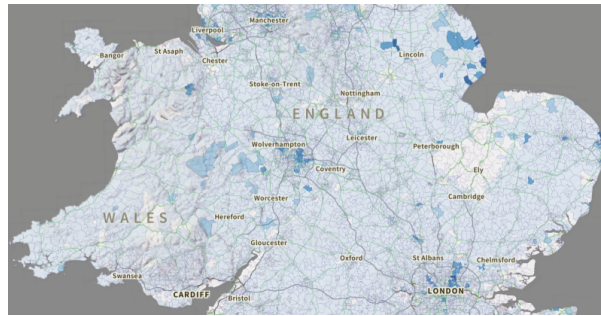 Manchester
Liverpool
Bangor
St Asaph
Chester
Lincoln
Stoke-on-Trent
Nottingham
ENGLAND
Wolverhampton
Leicester
Peterborough
Coventry
Ely
Worcester
Cambridge
WALES
Hereford
Gloucester
Oxford
St Albans
Chelmsford
Swansea
CARDIFF
Bristol
LONDON